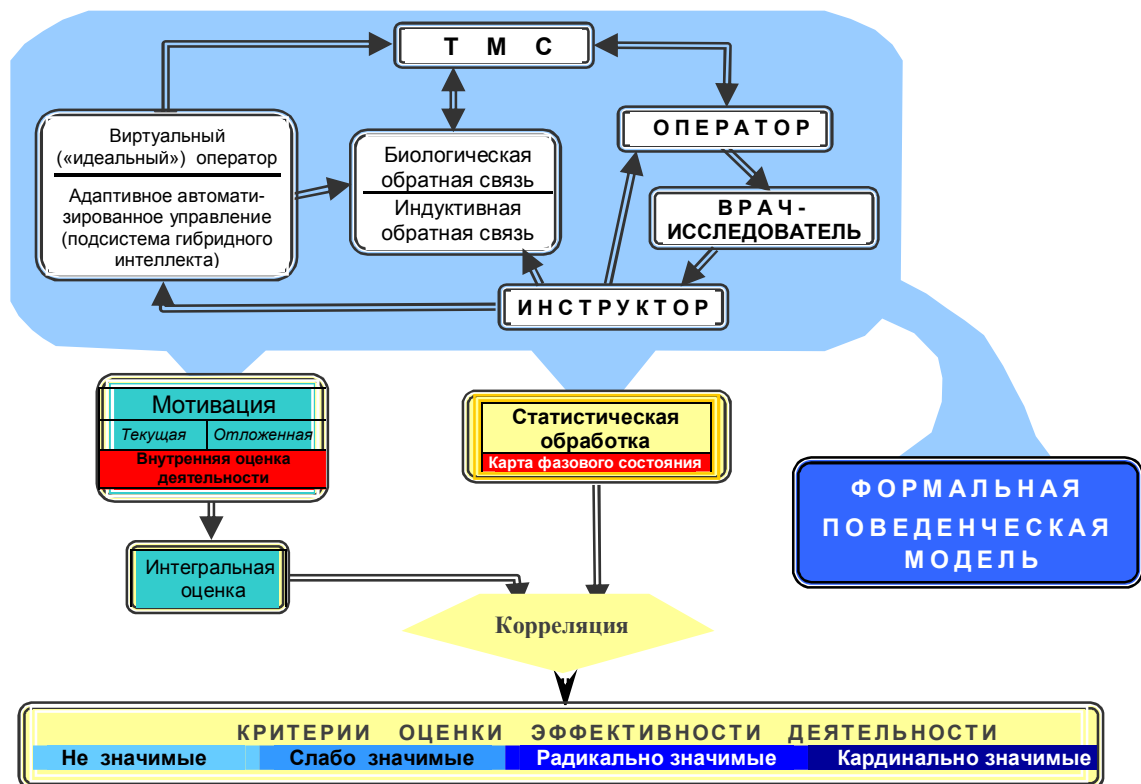 Т М С
Виртуальный
(«идеальный») оператор
Адаптивное автомати-
зированное управление
(подсистема гибридного
интеллекта)
Биологическая
обратная связь
Индуктивная
обратная связь
ОПЕРАТОР
ВРАЧ-
ИССЛЕДОВАТЕЛЬ
ИНСТРУКТОР
Мотивация
Текущая Отложенная
Внутренняя оценка
деятельности
Статистическая
обработка
Карта фазового состояния
ФОРМАЛЬНАЯ
ПОВЕДЕНЧЕСКАЯ
МОДЕЛЬ
Интегральная
оценка
Корреляция
КРИТЕРИИ ОЦЕНКИ ЭФФЕКТИВНОСТИ ДЕЯТЕЛЬНОСТИ
Не значимые Слабо значимые Радикально значимые Кардинально значимые